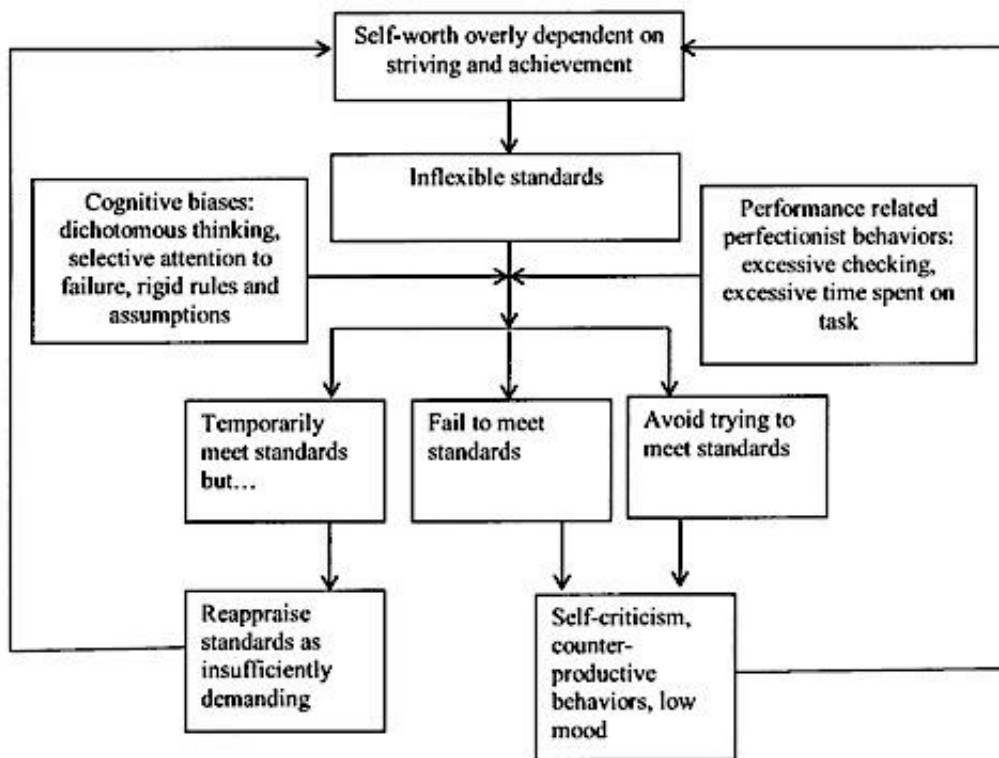 Self-worth overly dependent on
striving and achievement
Inflexible standards
Cognitive biases:
dichotomous thinking,
selective attention to
failure, rigid rules and
assumptions
Performance related
perfectionist behaviors:
excessive checking,
excessive time spent on
task
Temporarily
meet standards
but...
Fail to meet
standards
Avoid trying to
meet standards
Reappraise
standards as
insufficiently
demanding
Self-criticism,
counter-
productive
behaviors, low
mood